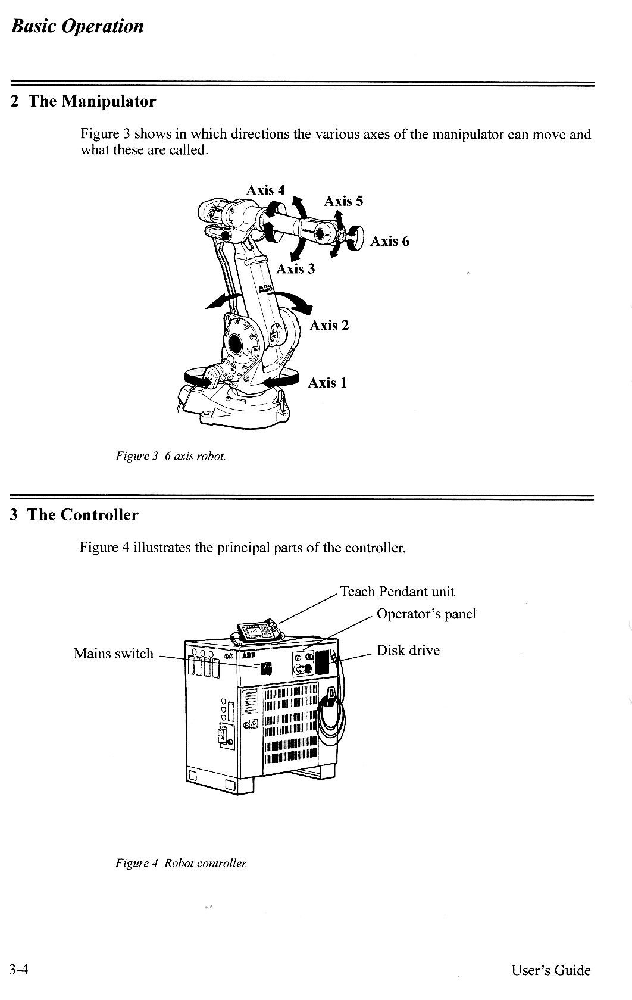 Basic Operation
2 The Manipulator
Figure 3 shows in which directions the various axes of the manipulator can move and
what these are called.
Axis 4
Axis 5
Axis 6
Axis 3
Axis 2
Axis 1
Figure 3 6 axis robot.
3 The Controller
Figure 4 illustrates the principal parts of the controller.
Teach Pendant unit
Operator's panel
Mains switch
Disk drive
ABB
Figure 4 Robot controller.
3-4
User's Guide